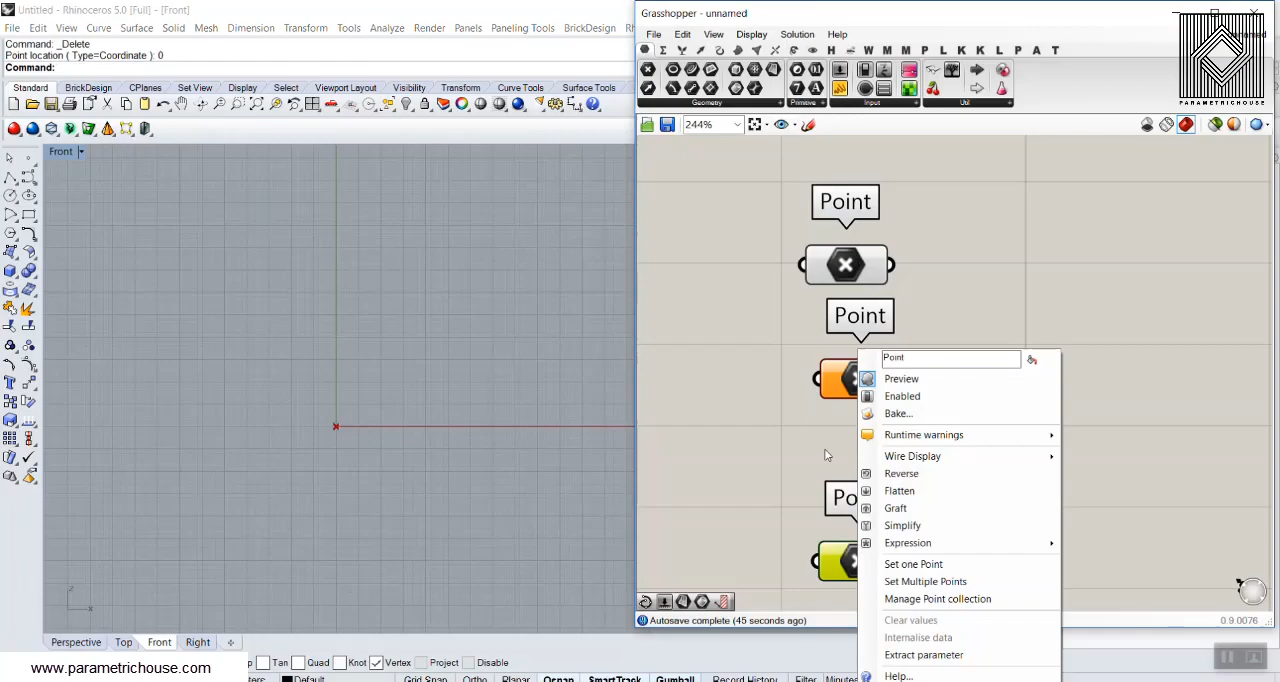 Untitled - Rhinoceros 5.0 [Full] - [Front]
File Edit View Curve Surface Solid Mesh Dimension Transform Tools Analyze Render Panels Paneling Tools BrickDesign
Command: _Delete
Point location ( Type=Coordinate ): 0
Command:
Standard BrickDesign CPlanes Set View Display Select Viewport Layout Visibility Transform Curve Tools Surface Tools
Front
z
x
Perspective Top Front Right
Tan Quad Knot Vertex Project Disable
www.parametrichouse.com
Default Grid Snap Ortho Planar Osnap SmartTrack Gumball Record History Filter
Grasshopper - unnamed
File Edit View Display Solution Help
H W M M P L K K L P A T
Geometry Primitive Input Util
244%
PARAMETRICHOUSE
Point
Point
Po
Point
Preview
Enabled
Bake...
Runtime warnings
Wire Display
Reverse
Flatten
Graft
Simplify
Expression
Set one Point
Set Multiple Points
Manage Point collection
Clear values
Internalise data
Extract parameter
Help...
Autosave complete (45 seconds ago)
0.9.0076